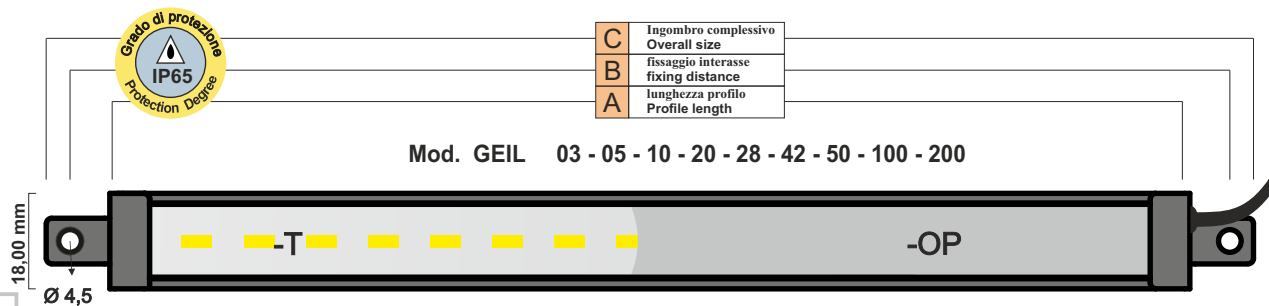 Grado di protezione
IP65
Protection Degree
C
Ingombro complessivo
Overall size
B
fissaggio interasse
fixing distance
A
lunghezza profilo
Profile length
Mod. GEIL 03 - 05 - 10 - 20 - 28 - 42 - 50 - 100 - 200
18,00 mm
-T
-OP
Ø 4,5